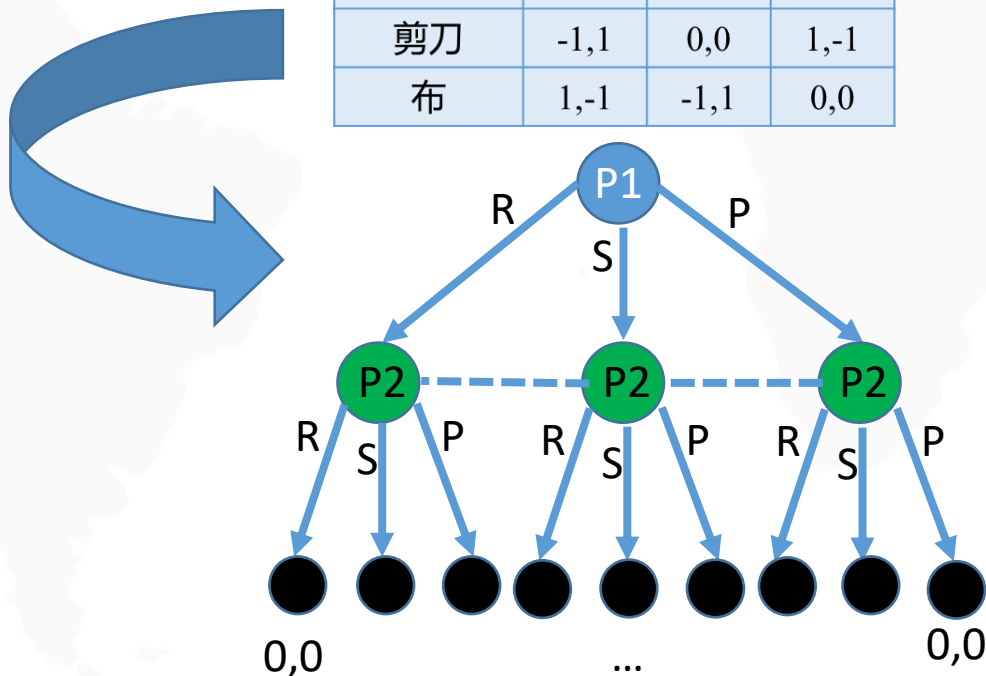 剪刀 -1,1 0,0 1,-1
布 1,-1 -1,1 0,0
P1
R S P
P2 P2 P2
R S P R S P R S P
0,0 ... 0,0